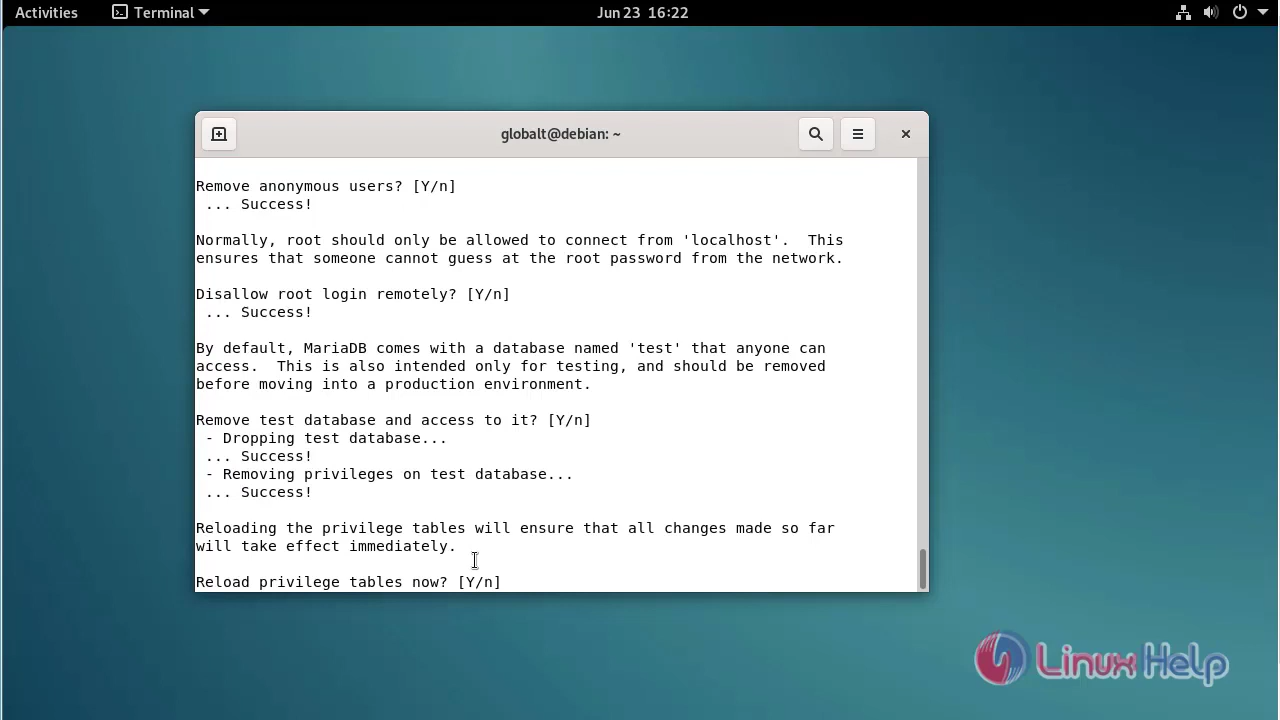 Activities Terminal Jun 23 16:22
globalt@debian: ~
Remove anonymous users? [Y/n]
... Success!
Normally, root should only be allowed to connect from 'localhost'.  This
ensures that someone cannot guess at the root password from the network.
Disallow root login remotely? [Y/n]
... Success!
By default, MariaDB comes with a database named 'test' that anyone can
access.  This is also intended only for testing, and should be removed
before moving into a production environment.
Remove test database and access to it? [Y/n]
- Dropping test database...
... Success!
- Removing privileges on test database...
... Success!
Reloading the privilege tables will ensure that all changes made so far
will take effect immediately.
Reload privilege tables now? [Y/n]
Linux Help